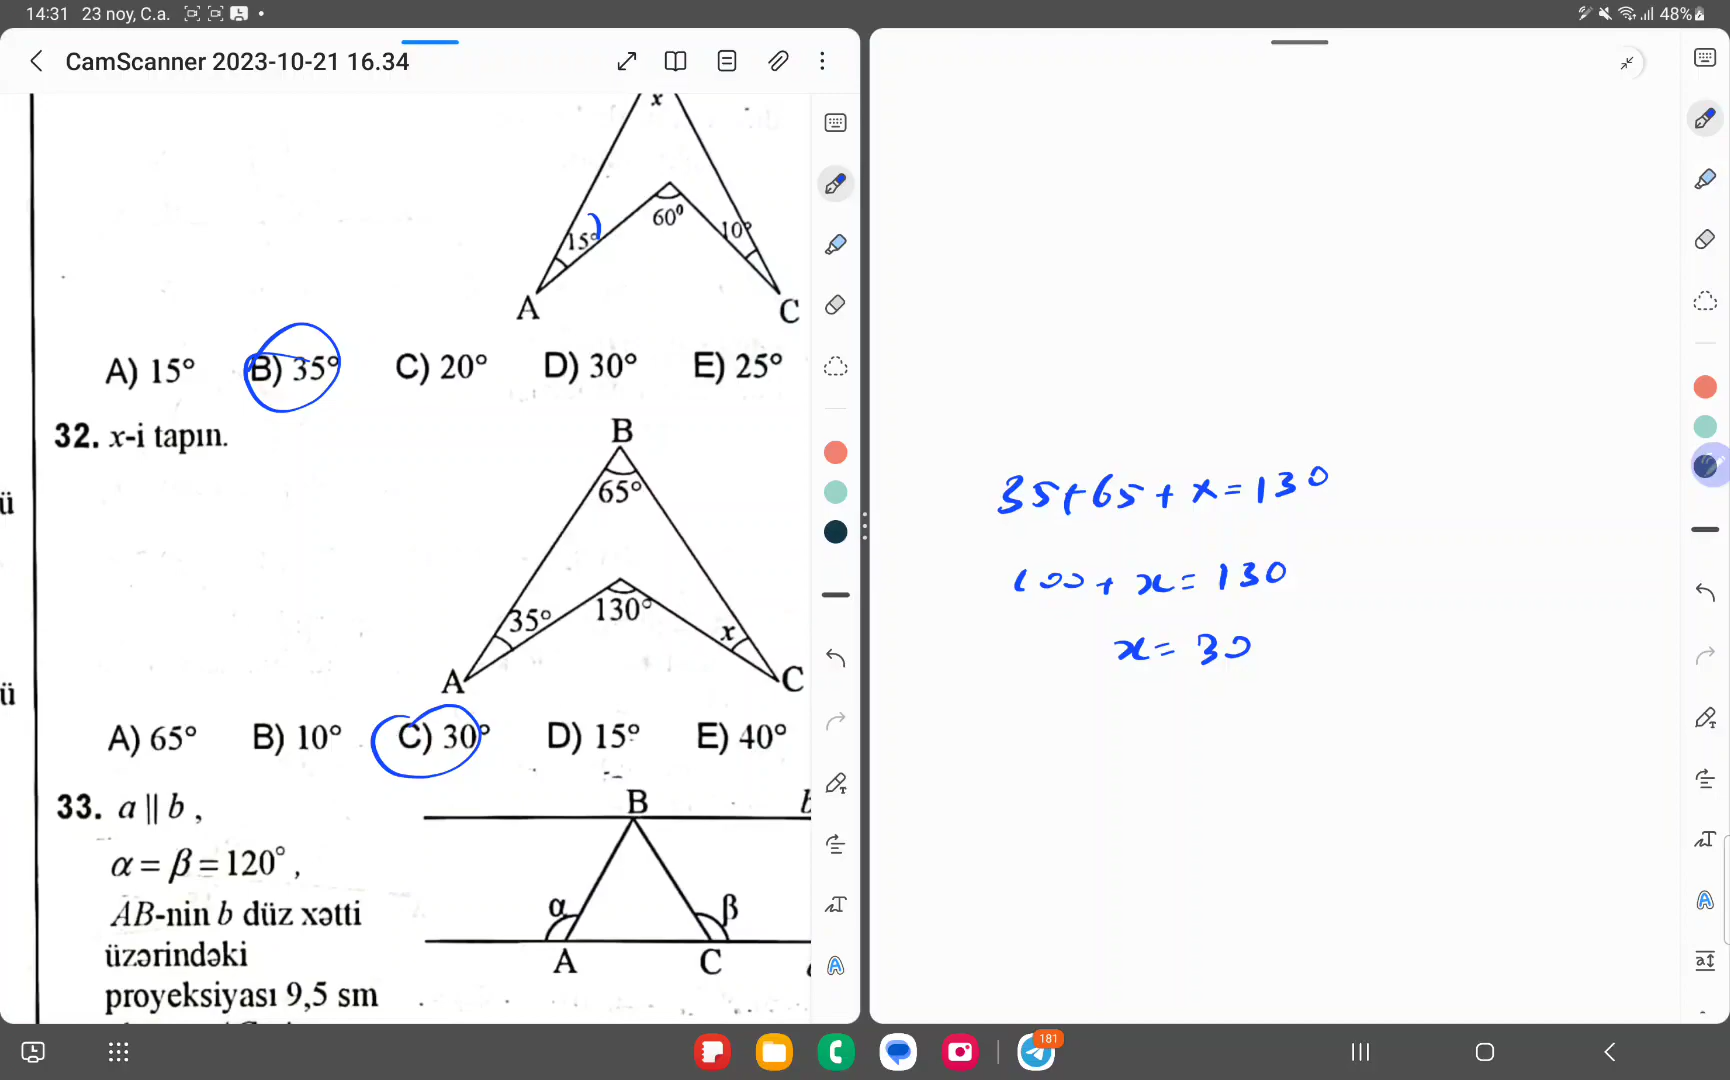 14:31 23 noy, C.a. •
48%
CamScanner 2023-10-21 16.34
x
15°
60⁰
10°
A
C
A) 15° B) 35° C) 20° D) 30° E) 25°
32. x-i tapın.
B
65°
35°
130°
x
A
C
A) 65° B) 10° C) 30° D) 15° E) 40°
33. a || b ,
α = β = 120° ,
AB-nin b düz xətti
üzərindəki
proyeksiyası 9,5 sm
B
b
α
β
A
C
ü
ü
35+65+x=130
100+x=130
x=30
181